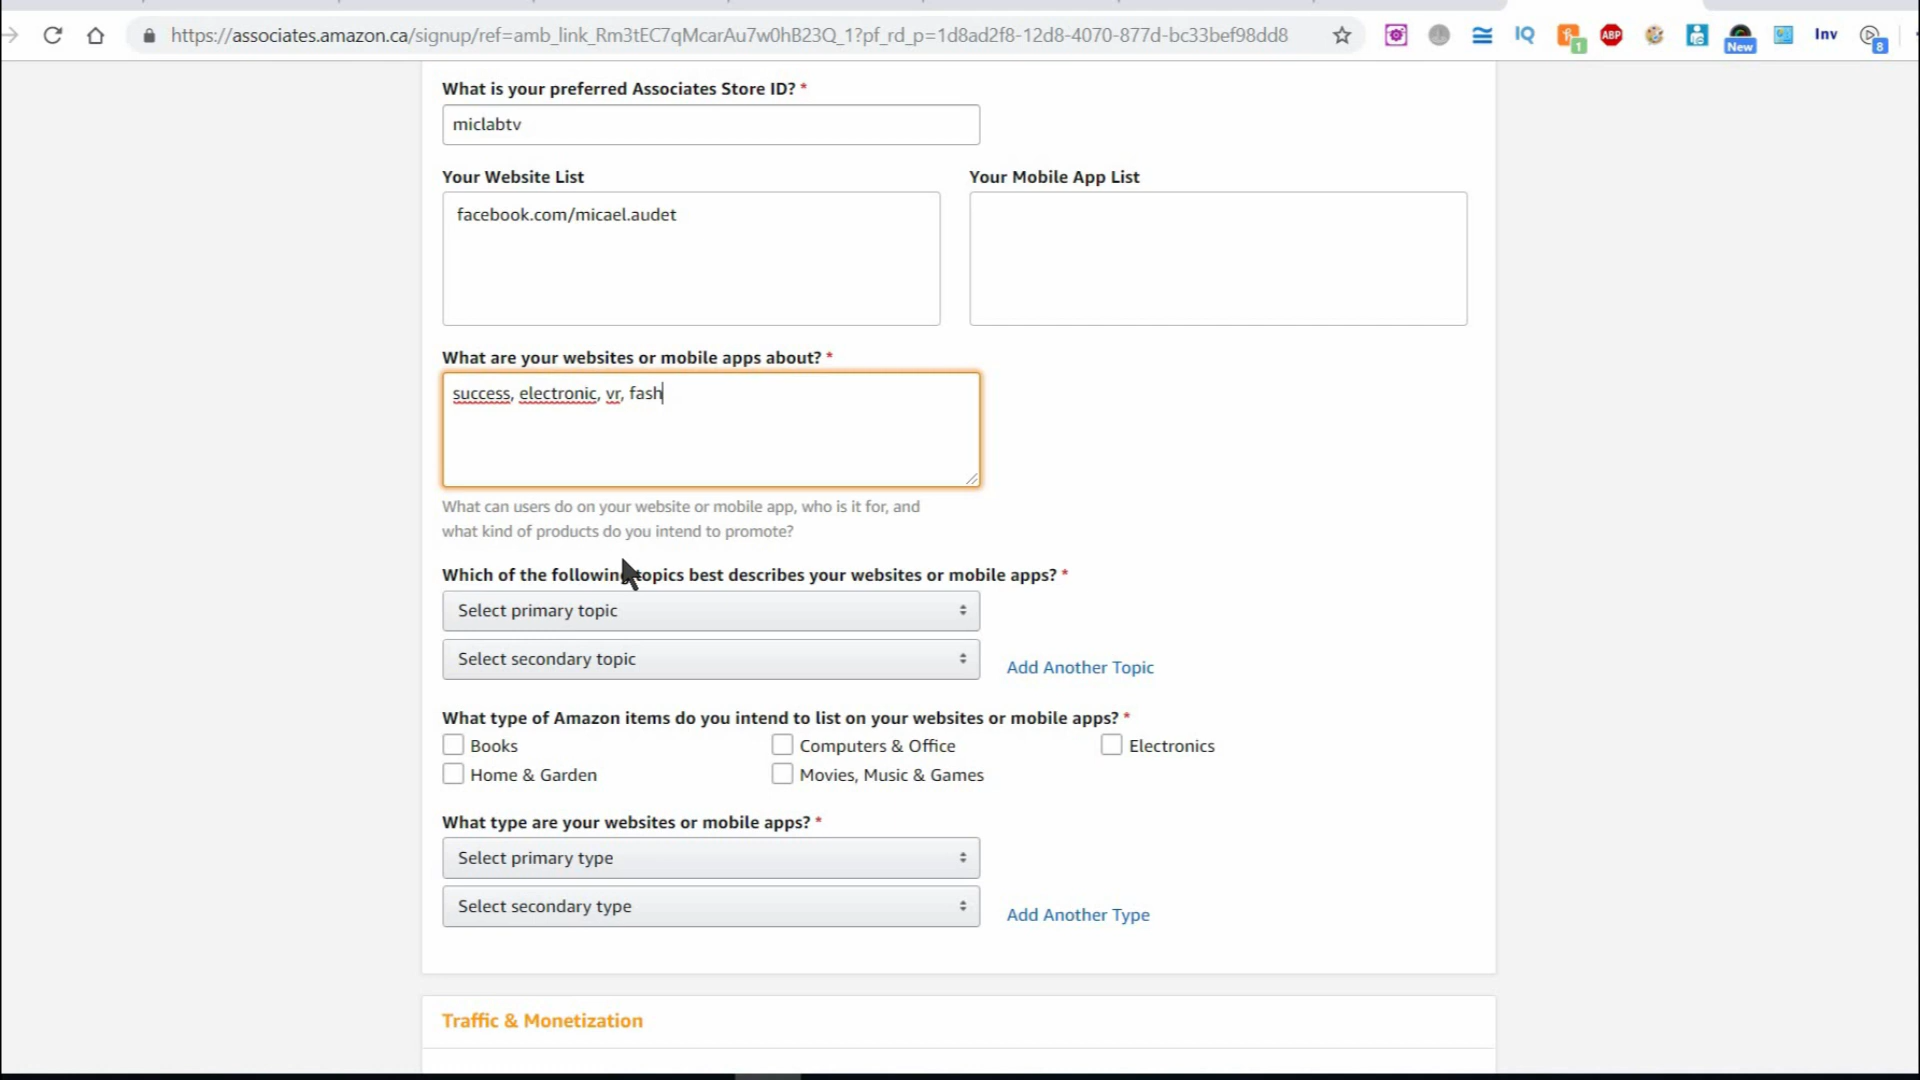 https://associates.amazon.ca/signup/ref=amb_link_Rm3tEC7qMcarAu7w0hB23Q_1?pf_rd_p=1d8ad2f8-12d8-4070-877d-bc33bef98dd8
IQ
1
ABP
New
Inv
8
What is your preferred Associates Store ID? *
miclabtv
Your Website List
Your Mobile App List
facebook.com/micael.audet
What are your websites or mobile apps about? *
success, electronic, vr, fash
What can users do on your website or mobile app, who is it for, and
what kind of products do you intend to promote?
Which of the following topics best describes your websites or mobile apps? *
Select primary topic
Select secondary topic
Add Another Topic
What type of Amazon items do you intend to list on your websites or mobile apps? *
Books
Computers & Office
Electronics
Home & Garden
Movies, Music & Games
What type are your websites or mobile apps? *
Select primary type
Select secondary type
Add Another Type
Traffic & Monetization